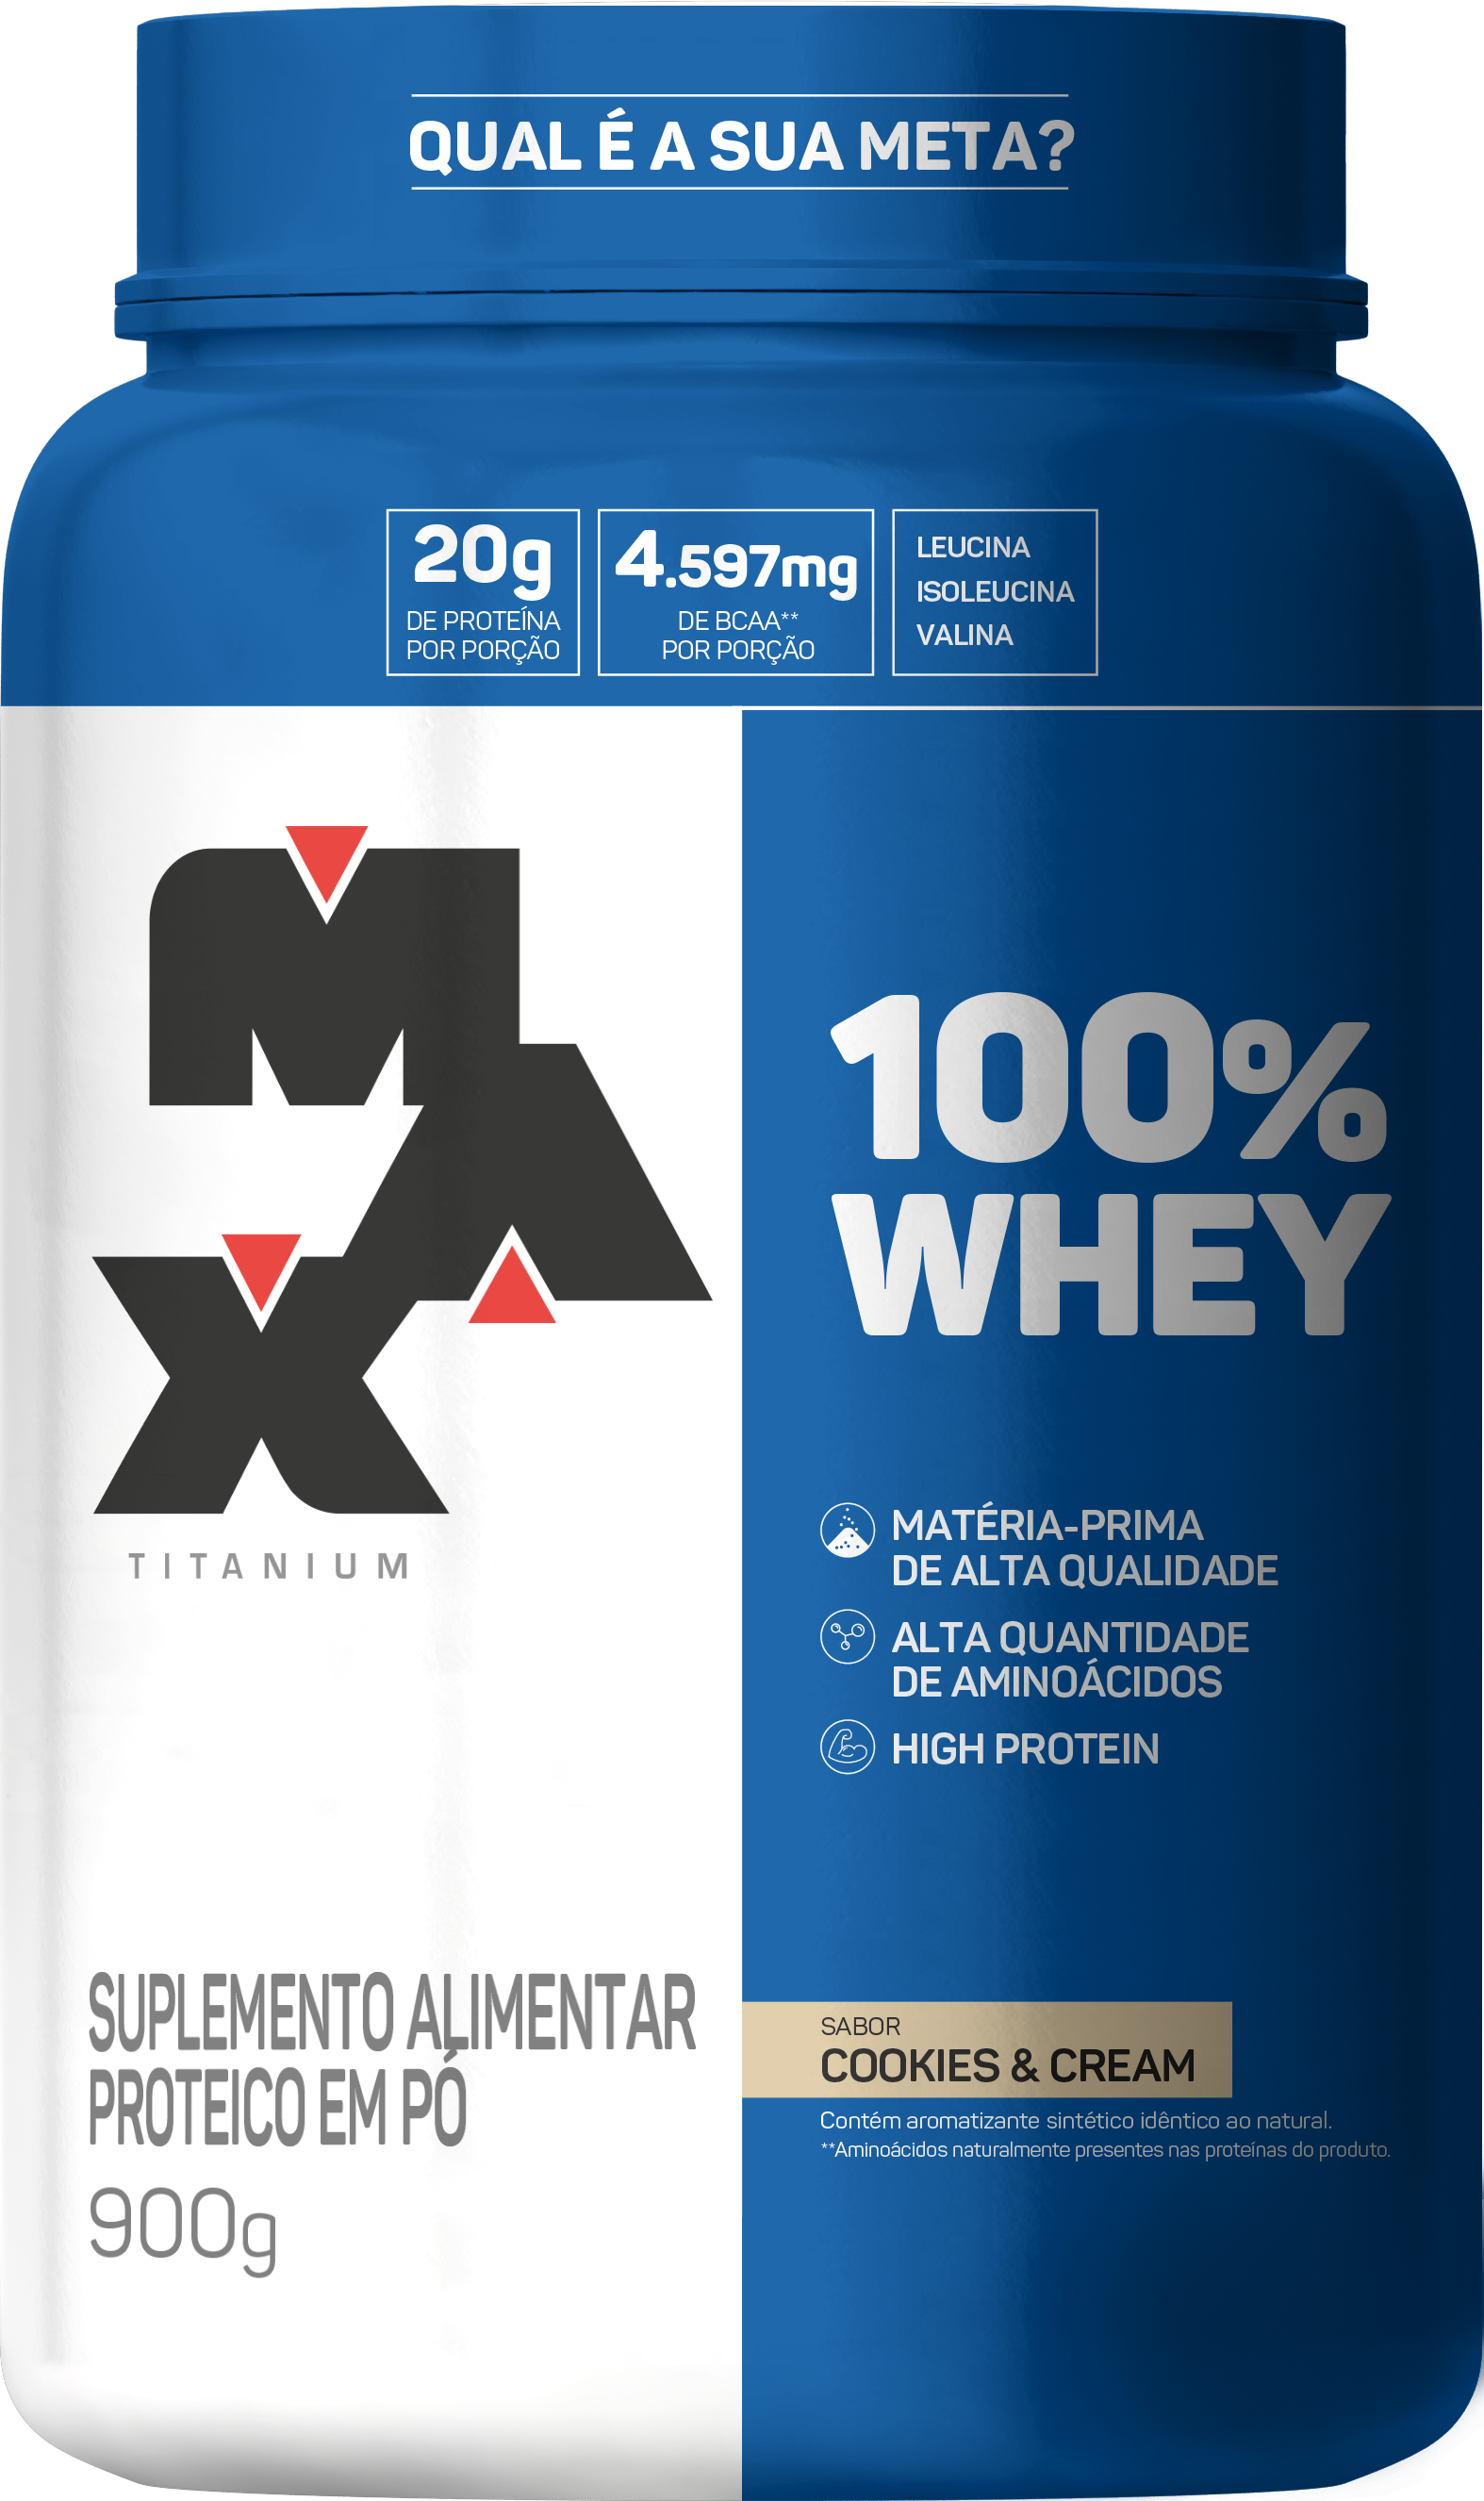 QUAL É A SUA META?
20g
DE PROTEÍNA
POR PORÇÃO
4.597mg
DE BCAA**
POR PORÇÃO
LEUCINA
ISOLEUCINA
VALINA
MAX
TITANIUM
100%
WHEY
MATÉRIA-PRIMA
DE ALTA QUALIDADE
ALTA QUANTIDADE
DE AMINOÁCIDOS
HIGH PROTEIN
SUPLEMENTO ALIMENTAR
PROTEICO EM PÓ
900g
SABOR
COOKIES & CREAM
Contém aromatizante sintético idêntico ao natural.
**Aminoácidos naturalmente presentes nas proteínas do produto.